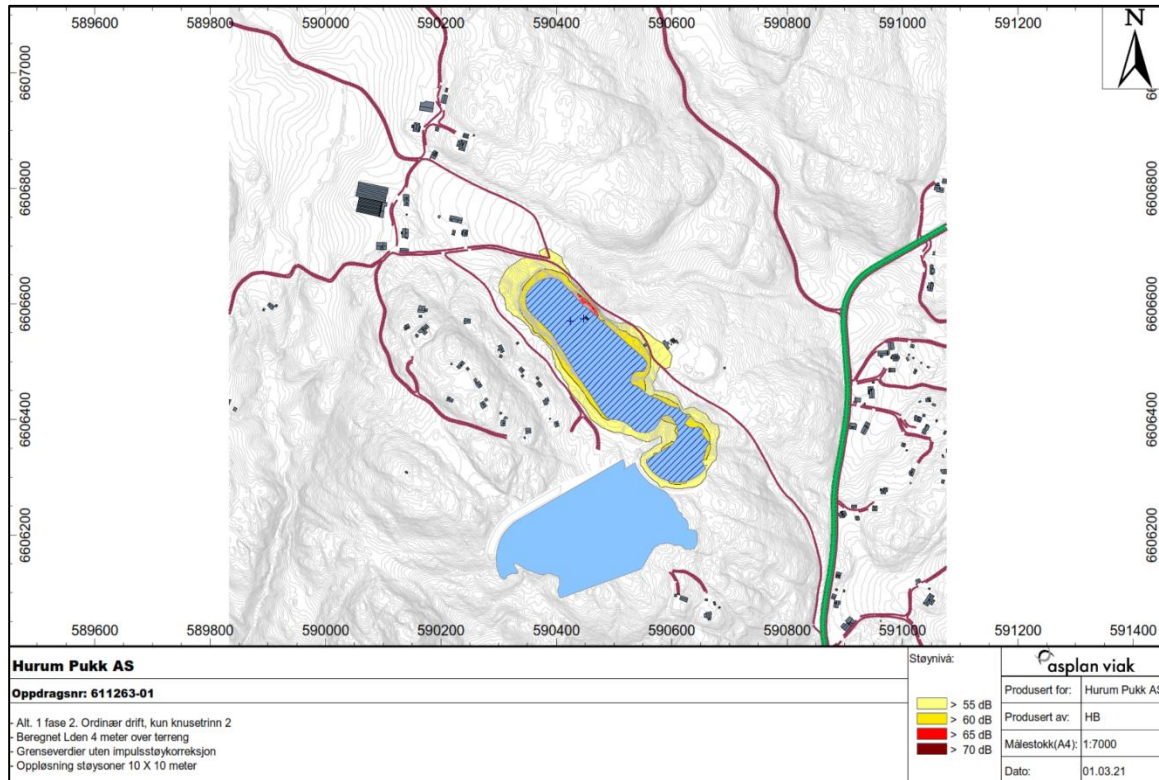 589600 589800 590000 590200 590400 590600 590800 591000 591200
N
6607000
6606800 6606800
6606600 6606600
6606400 6606400
6606200 6606200
589600 589800 590000 590200 590400 590600 590800 591000 591200 591400
Hurum Pukk AS
Oppdragsnr: 611263-01
- Alt. 1 fase 2. Ordinær drift, kun knusetrinn 2
- Beregnet Lden 4 meter over terreng
- Grenseverdier uten impulsstøykorreksjon
- Oppløsning støysoner 10 X 10 meter
Støynivå:
> 55 dB
> 60 dB
> 65 dB
> 70 dB
asplan viak
Produsert for: Hurum Pukk AS
Produsert av: HB
Målestokk(A4): 1:7000
Dato: 01.03.21